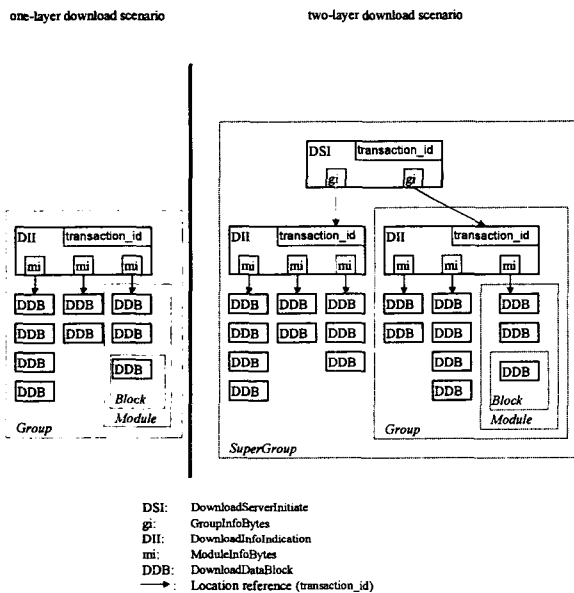 one-layer download scenario
two-layer download scenario
DSI transaction_id
gi gi
DII transaction_id
mi mi mi
DDB DDB DDB
DDB DDB DDB
DDB DDB
DDB
Block
Module
Group
DII transaction_id
mi mi mi
DDB DDB DDB
DDB DDB DDB
DDB DDB
DDB
DII transaction_id
mi mi mi
DDB DDB DDB
DDB DDB DDB
DDB DDB
DDB
Block
Module
Group
SuperGroup
DSI: DownloadServerInitiate
gi: GroupInfoBytes
DII: DownloadInfoIndication
mi: ModuleInfoBytes
DDB: DownloadDataBlock
: Location reference (transaction_id)